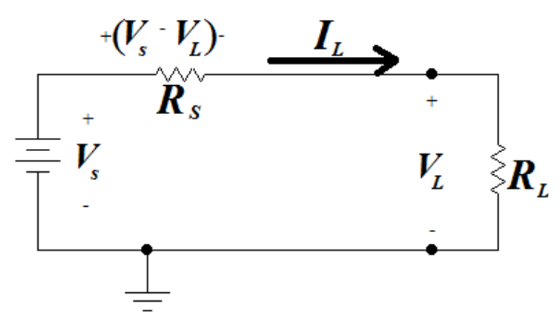 +(Vs - VL)-
IL
RS
+
Vs
-
+
VL
-
RL